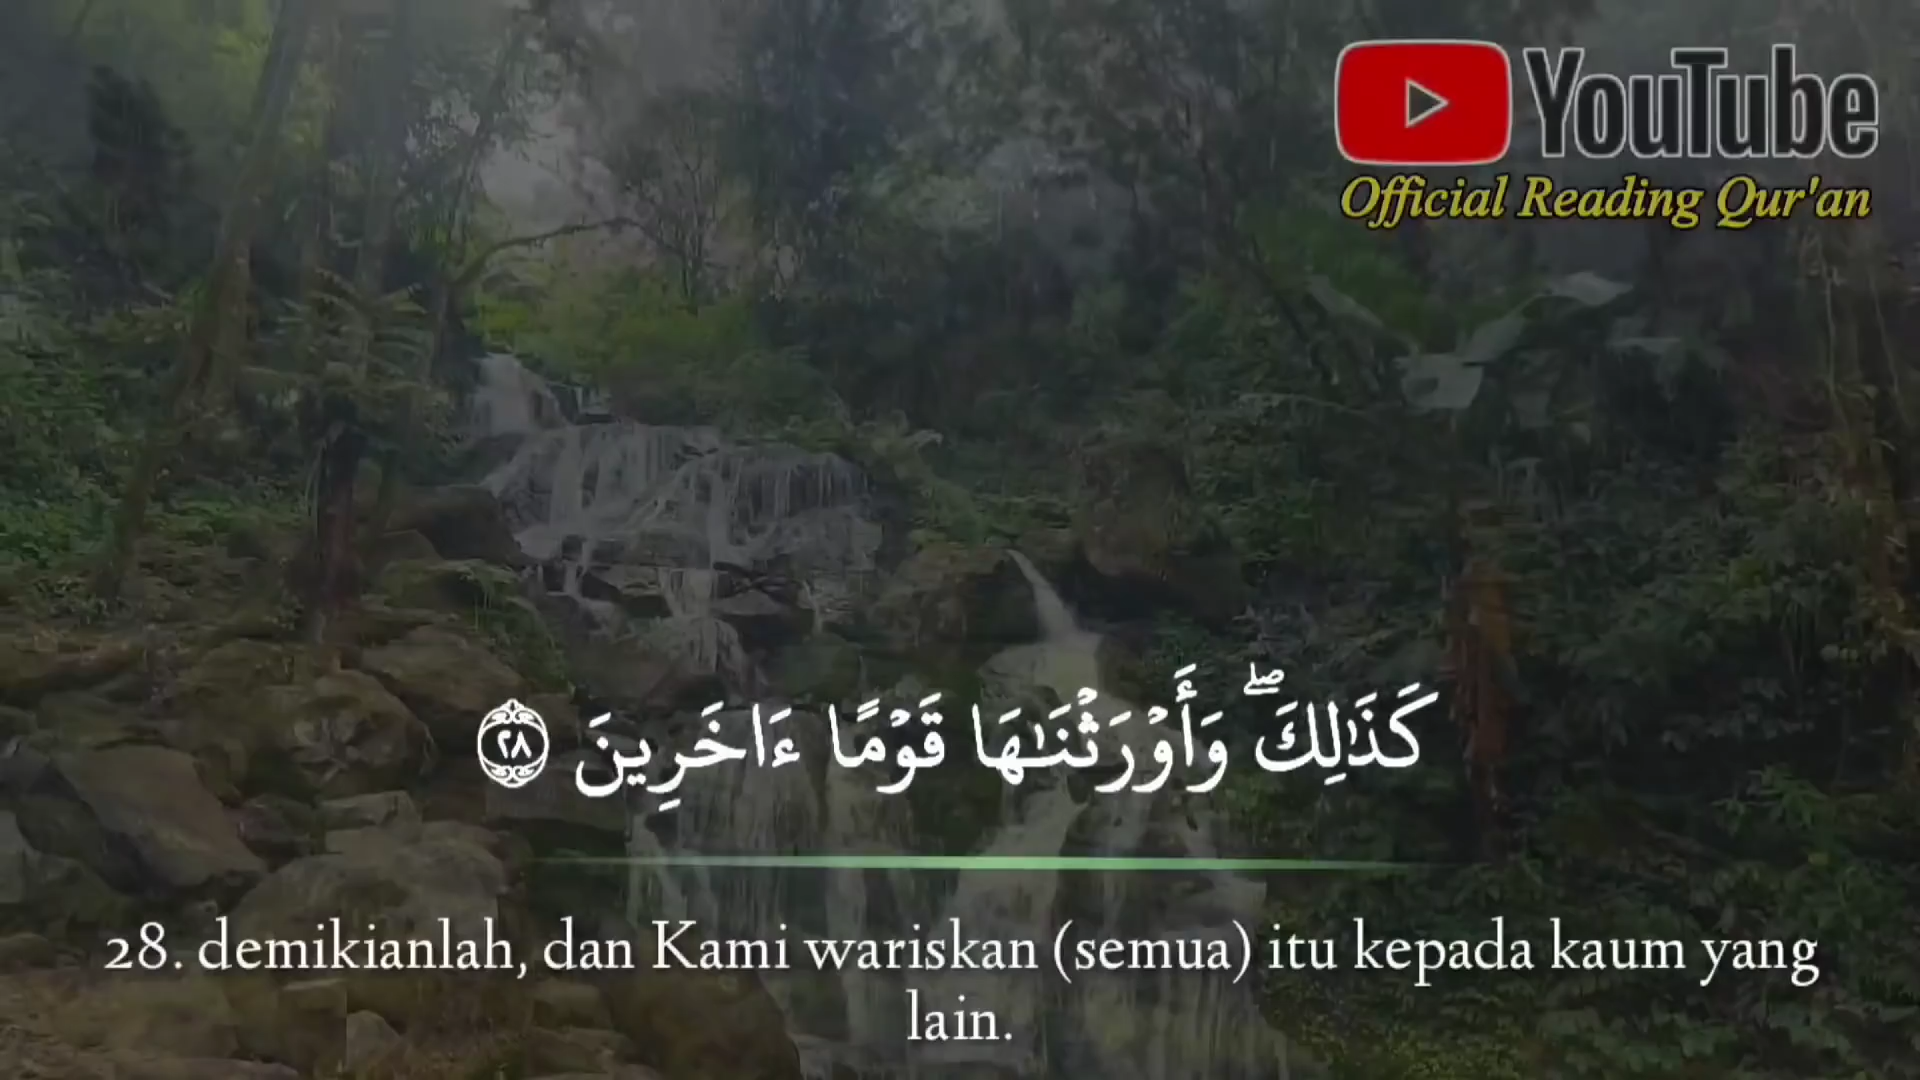 YouTube
Official Reading Qur'an
كَذَٰلِكَ ۖ وَأَوْرَثْنَٰهَا قَوْمًا ءَاخَرِينَ ٢٨
28. demikianlah, dan Kami wariskan (semua) itu kepada kaum yang
lain.